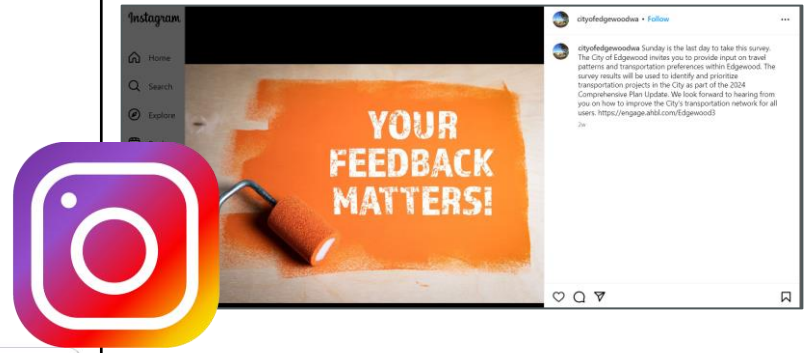 Instagram
Home
Search
Explore
YOUR
FEEDBACK
MATTERS!
cityofedgewoodwa • Follow
cityofedgewoodwa Sunday is the last day to take this survey.
The City of Edgewood invites you to provide input on travel
patterns and transportation preferences within Edgewood. The
survey results will be used to identify and prioritize
transportation projects in the City as part of the 2024
Comprehensive Plan Update. We look forward to hearing from
you on how to improve the City's transportation network for all
users. https://engage.ahbl.com/Edgewood3
2w